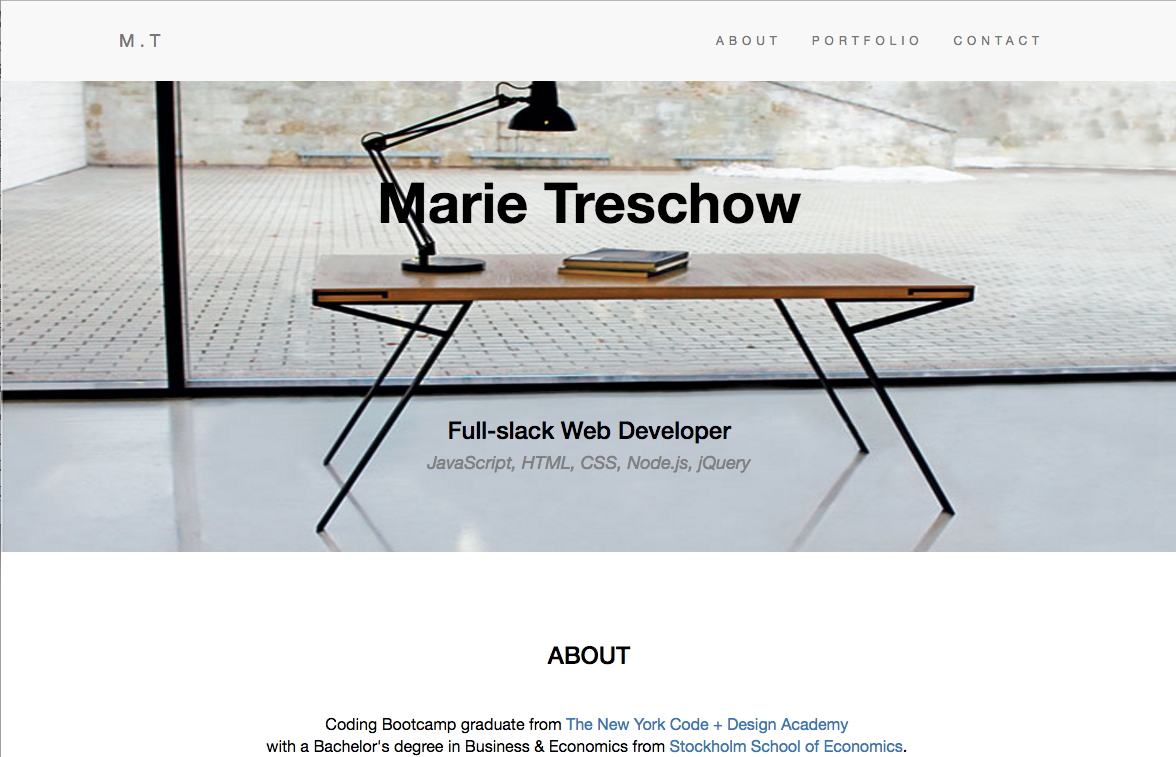 M.T
ABOUT PORTFOLIO CONTACT
Marie Treschow
Full-slack Web Developer
JavaScript, HTML, CSS, Node.js, jQuery
ABOUT
Coding Bootcamp graduate from The New York Code + Design Academy
with a Bachelor's degree in Business & Economics from Stockholm School of Economics.